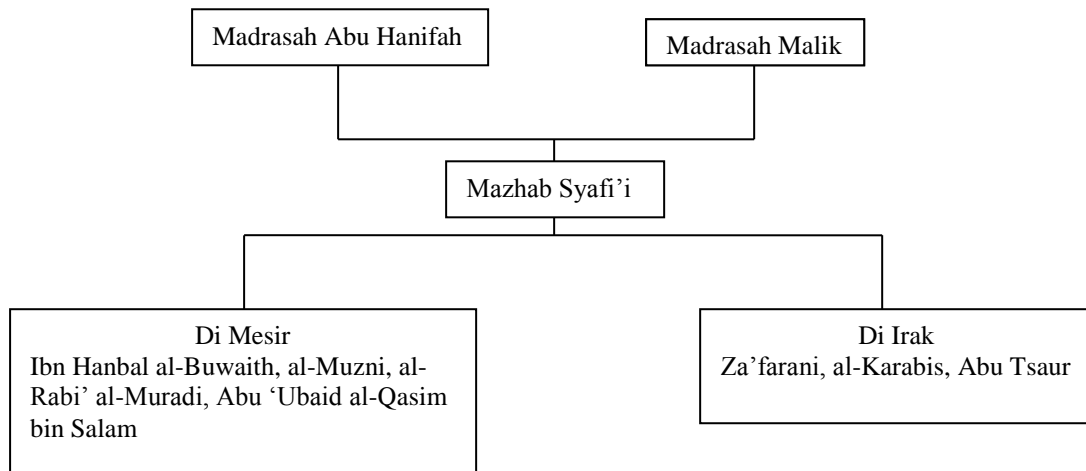 Madrasah Abu Hanifah
Madrasah Malik
Mazhab Syafi’i
Di Mesir
Ibn Hanbal al-Buwaith, al-Muzni, al-
Rabi’ al-Muradi, Abu ‘Ubaid al-Qasim
bin Salam
Di Irak
Za’farani, al-Karabis, Abu Tsaur